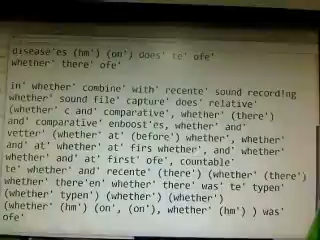 disease'es (hm') (on') does' te' ofe'
whether' there' ofe'
in' whether' combine' with' recente' sound record!ng
whether' sound file' capture' does' relative'
(whether' c and' comparative', whether' (there')
and' comparative' enboost'es, whether' and'
vetter' (whether' at' (before') whether', whether'
and' at' whether' at' firs whether', and' whether'
whether' and' at' first' ofe', countable'
te' whether' and' recente' (there') (whether' (there')
whether' there'en' whether' there' was' te' typen'
(whether' typen') (whether') (whether')
(whether' (hm') (on', (on'), whether' (hm') ) was'
ofe'